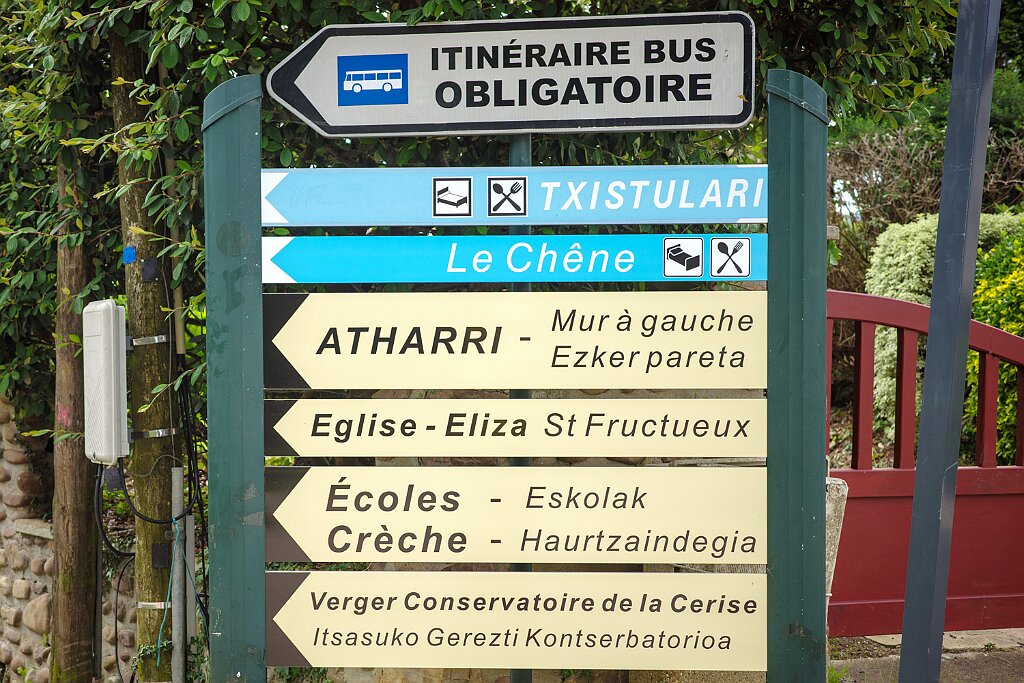 ITINÉRAIRE BUS
OBLIGATOIRE
TXISTULARI
Le Chêne
ATHARRI - Mur à gauche
Ezker pareta
Eglise - Eliza St Fructueux
Écoles - Eskolak
Crèche - Haurtzaindegia
Verger Conservatoire de la Cerise
Itsasuko Gerezti Kontserbatorioa